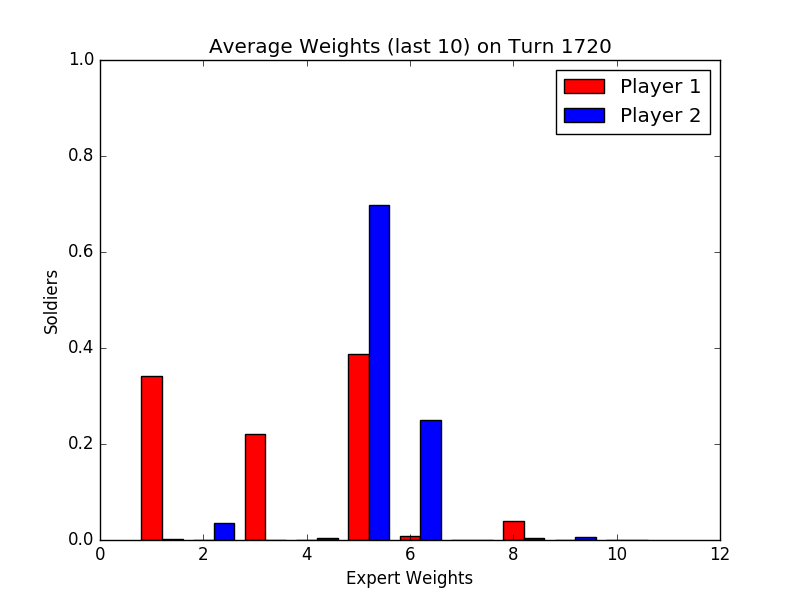 Average Weights (last 10) on Turn 1720
1.0
0.8
0.6
0.4
0.2
0.0
Soldiers
Player 1
Player 2
0 2 4 6 8 10 12
Expert Weights